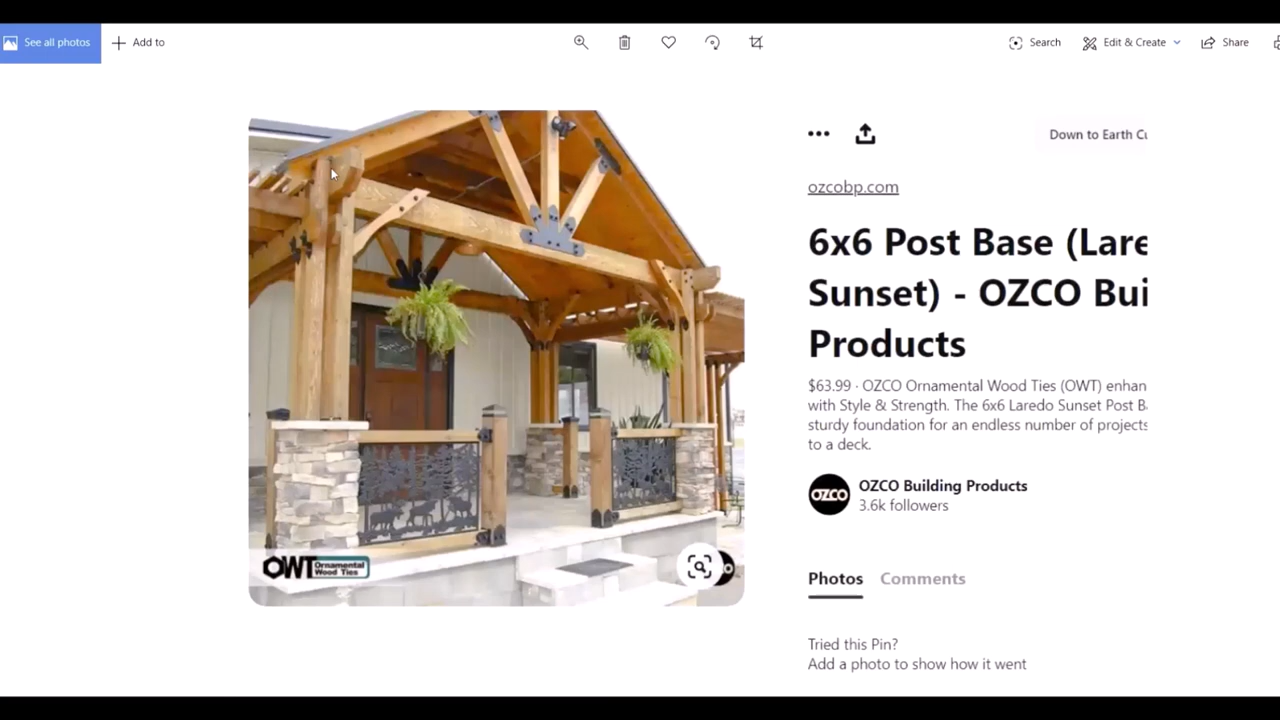 See all photos
Add to
Search
Edit & Create
Share
Down to Earth Cu
ozcobp.com
6x6 Post Base (Lare
Sunset) - OZCO Bui
Products
$63.99 · OZCO Ornamental Wood Ties (OWT) enhan
with Style & Strength. The 6x6 Laredo Sunset Post B
sturdy foundation for an endless number of projects
to a deck.
OZCO
OZCO Building Products
3.6k followers
OWT Ornamental
Wood Ties
Photos
Comments
Tried this Pin?
Add a photo to show how it went